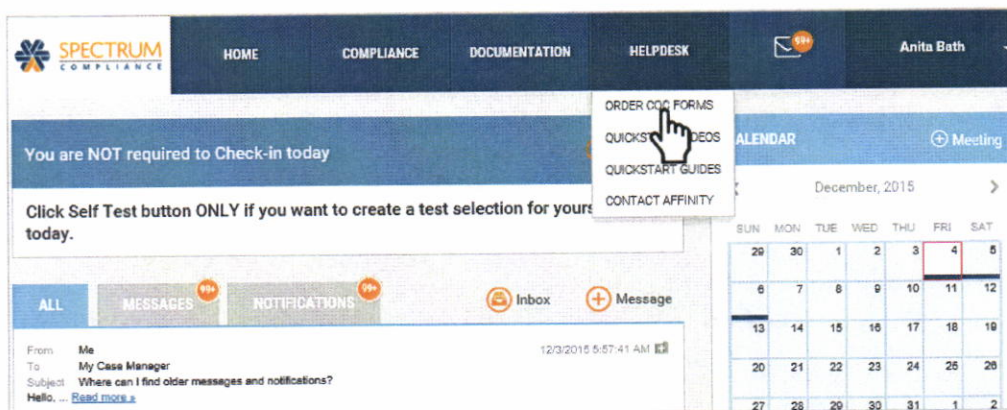 SPECTRUM
COMPLIANCE
HOME
COMPLIANCE
DOCUMENTATION
HELPDESK
99+
Anita Bath
ORDER COC FORMS
QUICKSTART GUIDES
CONTACT AFFINITY
You are NOT required to Check-in today
Click Self Test button ONLY if you want to create a test selection for yours
today.
CALENDAR
Meeting
December, 2015
SUN MON TUE WED THU FRI SAT
29 30 1 2 3 4 5
6 7 8 9 10 11 12
13 14 15 16 17 18 19
20 21 22 23 24 25 26
27 28 29 30 31 1 2
ALL
MESSAGES 99+
NOTIFICATIONS 99+
Inbox
Message
From Me
12/3/2015 5:57:41 AM
To My Case Manager
Subject Where can I find older messages and notifications?
Hello, ... Read more »